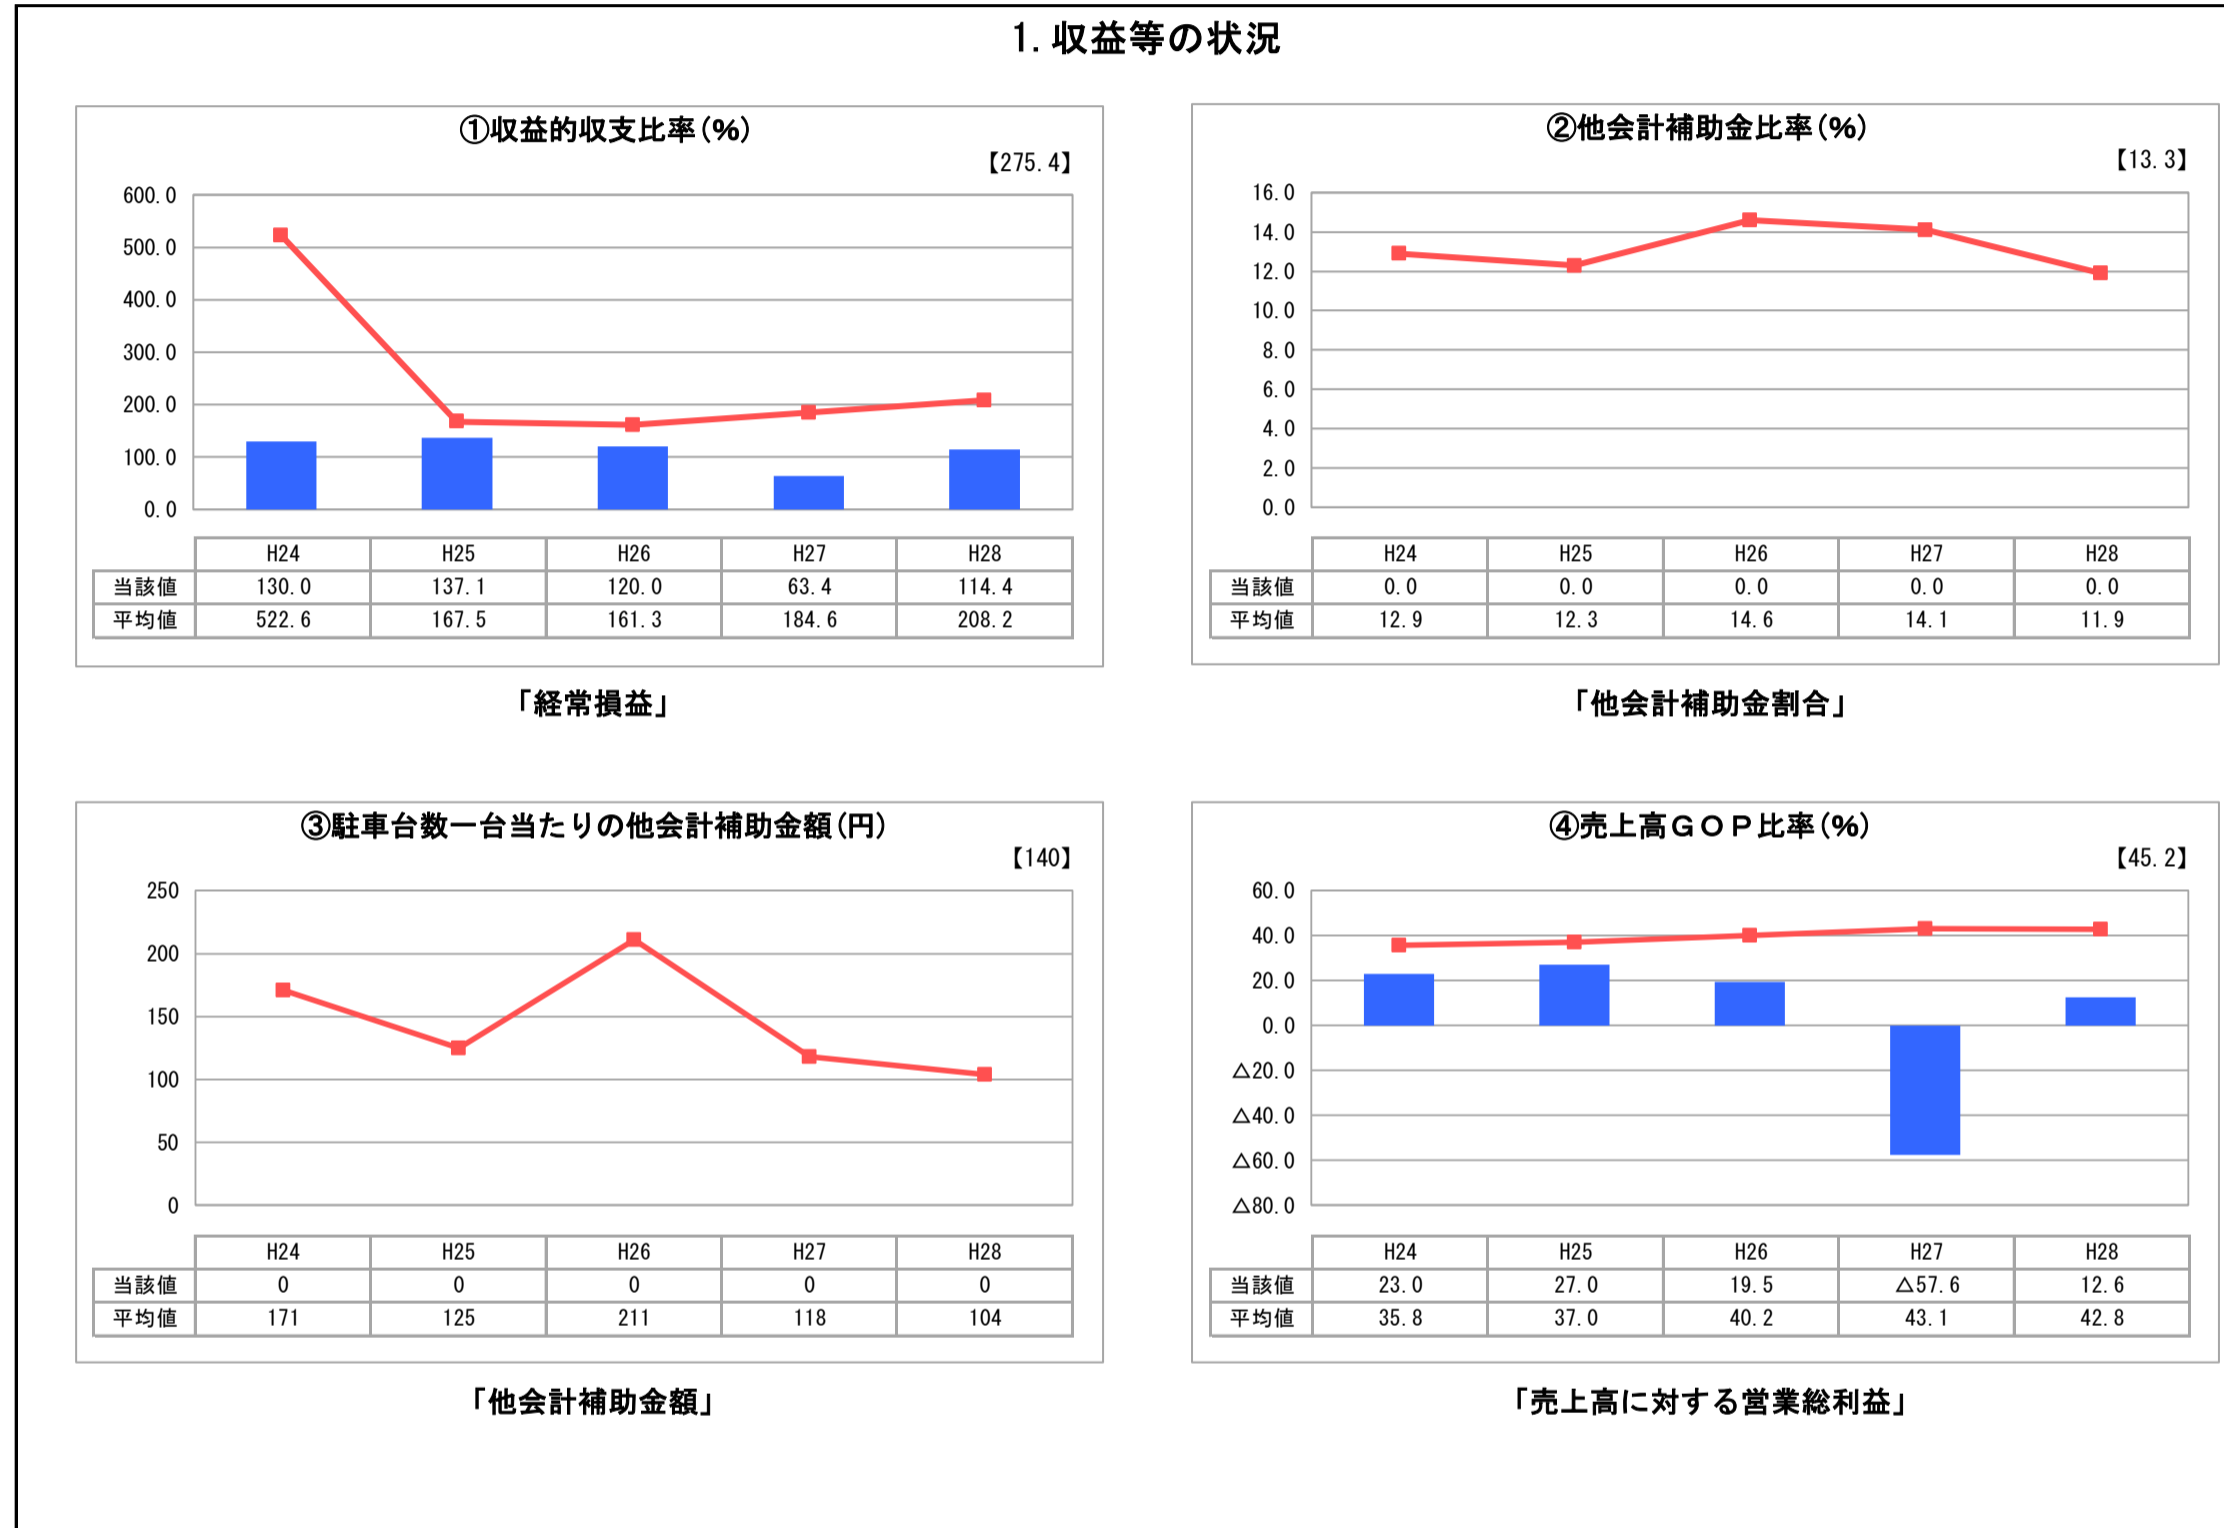 1. 収益等の状況
①収益的収支比率(%)
【275.4】
600.0
500.0
400.0
300.0
200.0
100.0
0.0
H24 H25 H26 H27 H28
当該値 130.0 137.1 120.0 63.4 114.4
平均値 522.6 167.5 161.3 184.6 208.2
「経常損益」
②他会計補助金比率(%)
【13.3】
16.0
14.0
12.0
10.0
8.0
6.0
4.0
2.0
0.0
H24 H25 H26 H27 H28
当該値 0.0 0.0 0.0 0.0 0.0
平均値 12.9 12.3 14.6 14.1 11.9
「他会計補助金割合」
③駐車台数一台当たりの他会計補助金額(円)
【140】
250
200
150
100
50
0
H24 H25 H26 H27 H28
当該値 0 0 0 0 0
平均値 171 125 211 118 104
「他会計補助金額」
④売上高GOP比率(%)
【45.2】
60.0
40.0
20.0
0.0
△20.0
△40.0
△60.0
△80.0
H24 H25 H26 H27 H28
当該値 23.0 27.0 19.5 △57.6 12.6
平均値 35.8 37.0 40.2 43.1 42.8
「売上高に対する営業総利益」